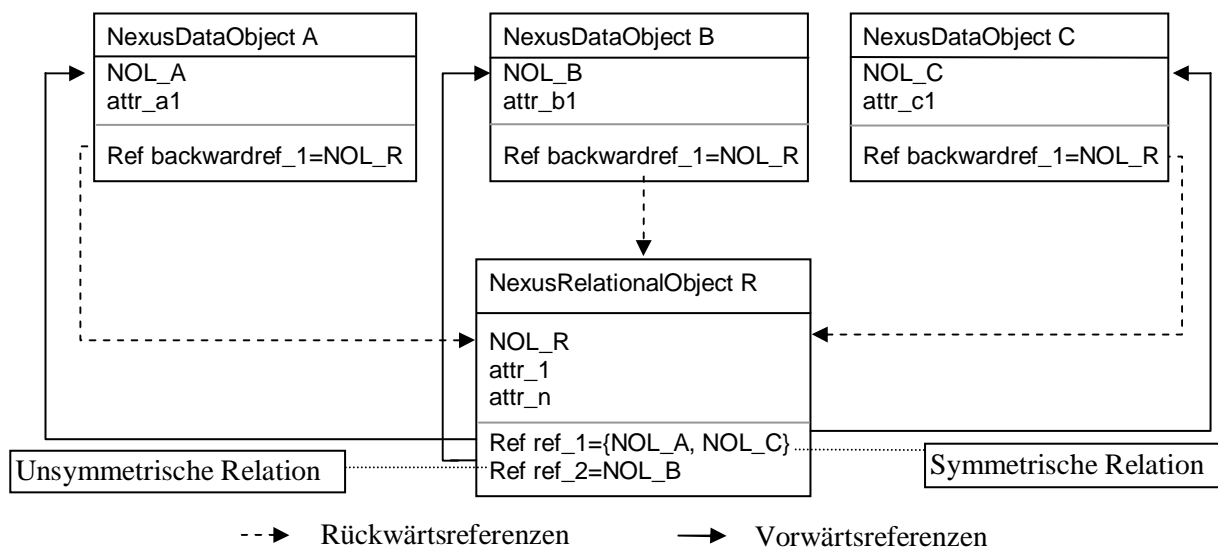 NexusDataObject A
NOL_A
attr_a1
Ref backwardref_1=NOL_R
NexusDataObject B
NOL_B
attr_b1
Ref backwardref_1=NOL_R
NexusDataObject C
NOL_C
attr_c1
Ref backwardref_1=NOL_R
NexusRelationalObject R
NOL_R
attr_1
attr_n
Ref ref_1={NOL_A, NOL_C}
Ref ref_2=NOL_B
Unsymmetrische Relation
Symmetrische Relation
Rückwärtsreferenzen
Vorwärtsreferenzen